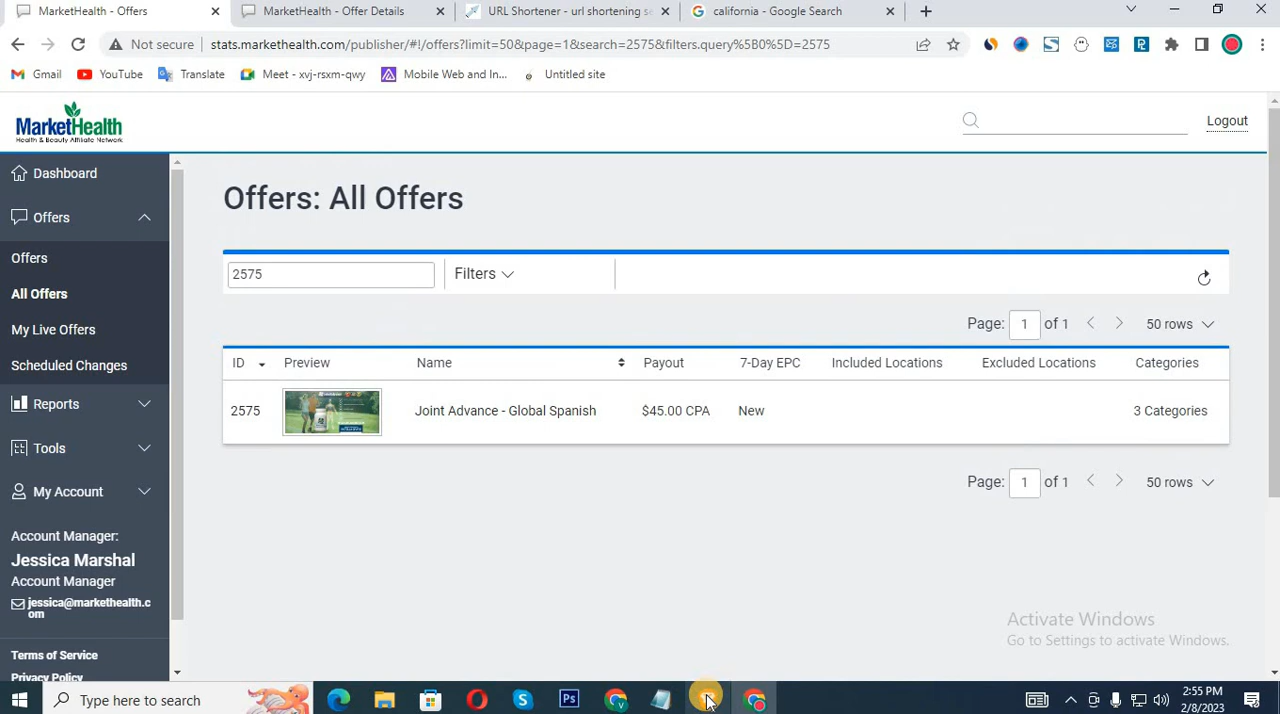 MarketHealth - Offers
MarketHealth - Offer Details
URL Shortener - url shortening se
california - Google Search
Not secure
stats.markethealth.com/publisher/#!/offers?limit=50&page=1&search=2575&filters.query%5B0%5D=2575
Gmail
YouTube
Translate
Meet - xvj-rsxm-qwy
Mobile Web and In...
Untitled site
MarketHealth
Health & Beauty Affiliate Network
Logout
Dashboard
Offers
Offers
All Offers
My Live Offers
Scheduled Changes
Reports
Tools
My Account
Account Manager:
Jessica Marshal
Account Manager
jessica@markethealth.c
om
Terms of Service
Privacy Policy
Offers: All Offers
2575
Filters
Page: 1 of 1 50 rows
ID Preview Name Payout 7-Day EPC Included Locations Excluded Locations Categories
2575 Joint Advance - Global Spanish $45.00 CPA New 3 Categories
Page: 1 of 1 50 rows
Activate Windows
Go to Settings to activate Windows.
Type here to search
2:55 PM
2/8/2023